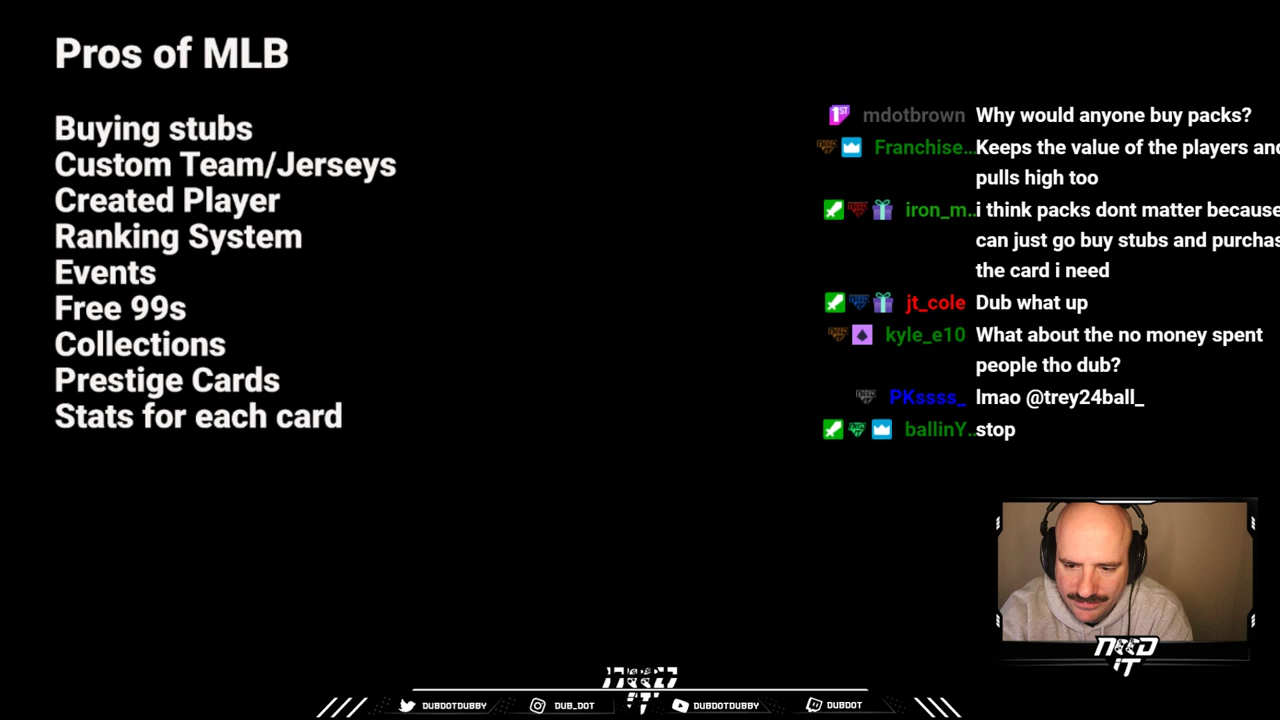 Pros of MLB
Buying stubs
Custom Team/Jerseys
Created Player
Ranking System
Events
Free 99s
Collections
Prestige Cards
Stats for each card
1ST mdotbrown Why would anyone buy packs?
Franchise... Keeps the value of the players and
pulls high too
iron_m.. i think packs dont matter because
can just go buy stubs and purchas
the card i need
jt_cole Dub what up
kyle_e10 What about the no money spent
people tho dub?
PKssss_ lmao @trey24ball_
ballinY.. stop
NEED
IT
DUBDOTDUBBY DUB_DOT DUBDOTDUBBY DUBDOT